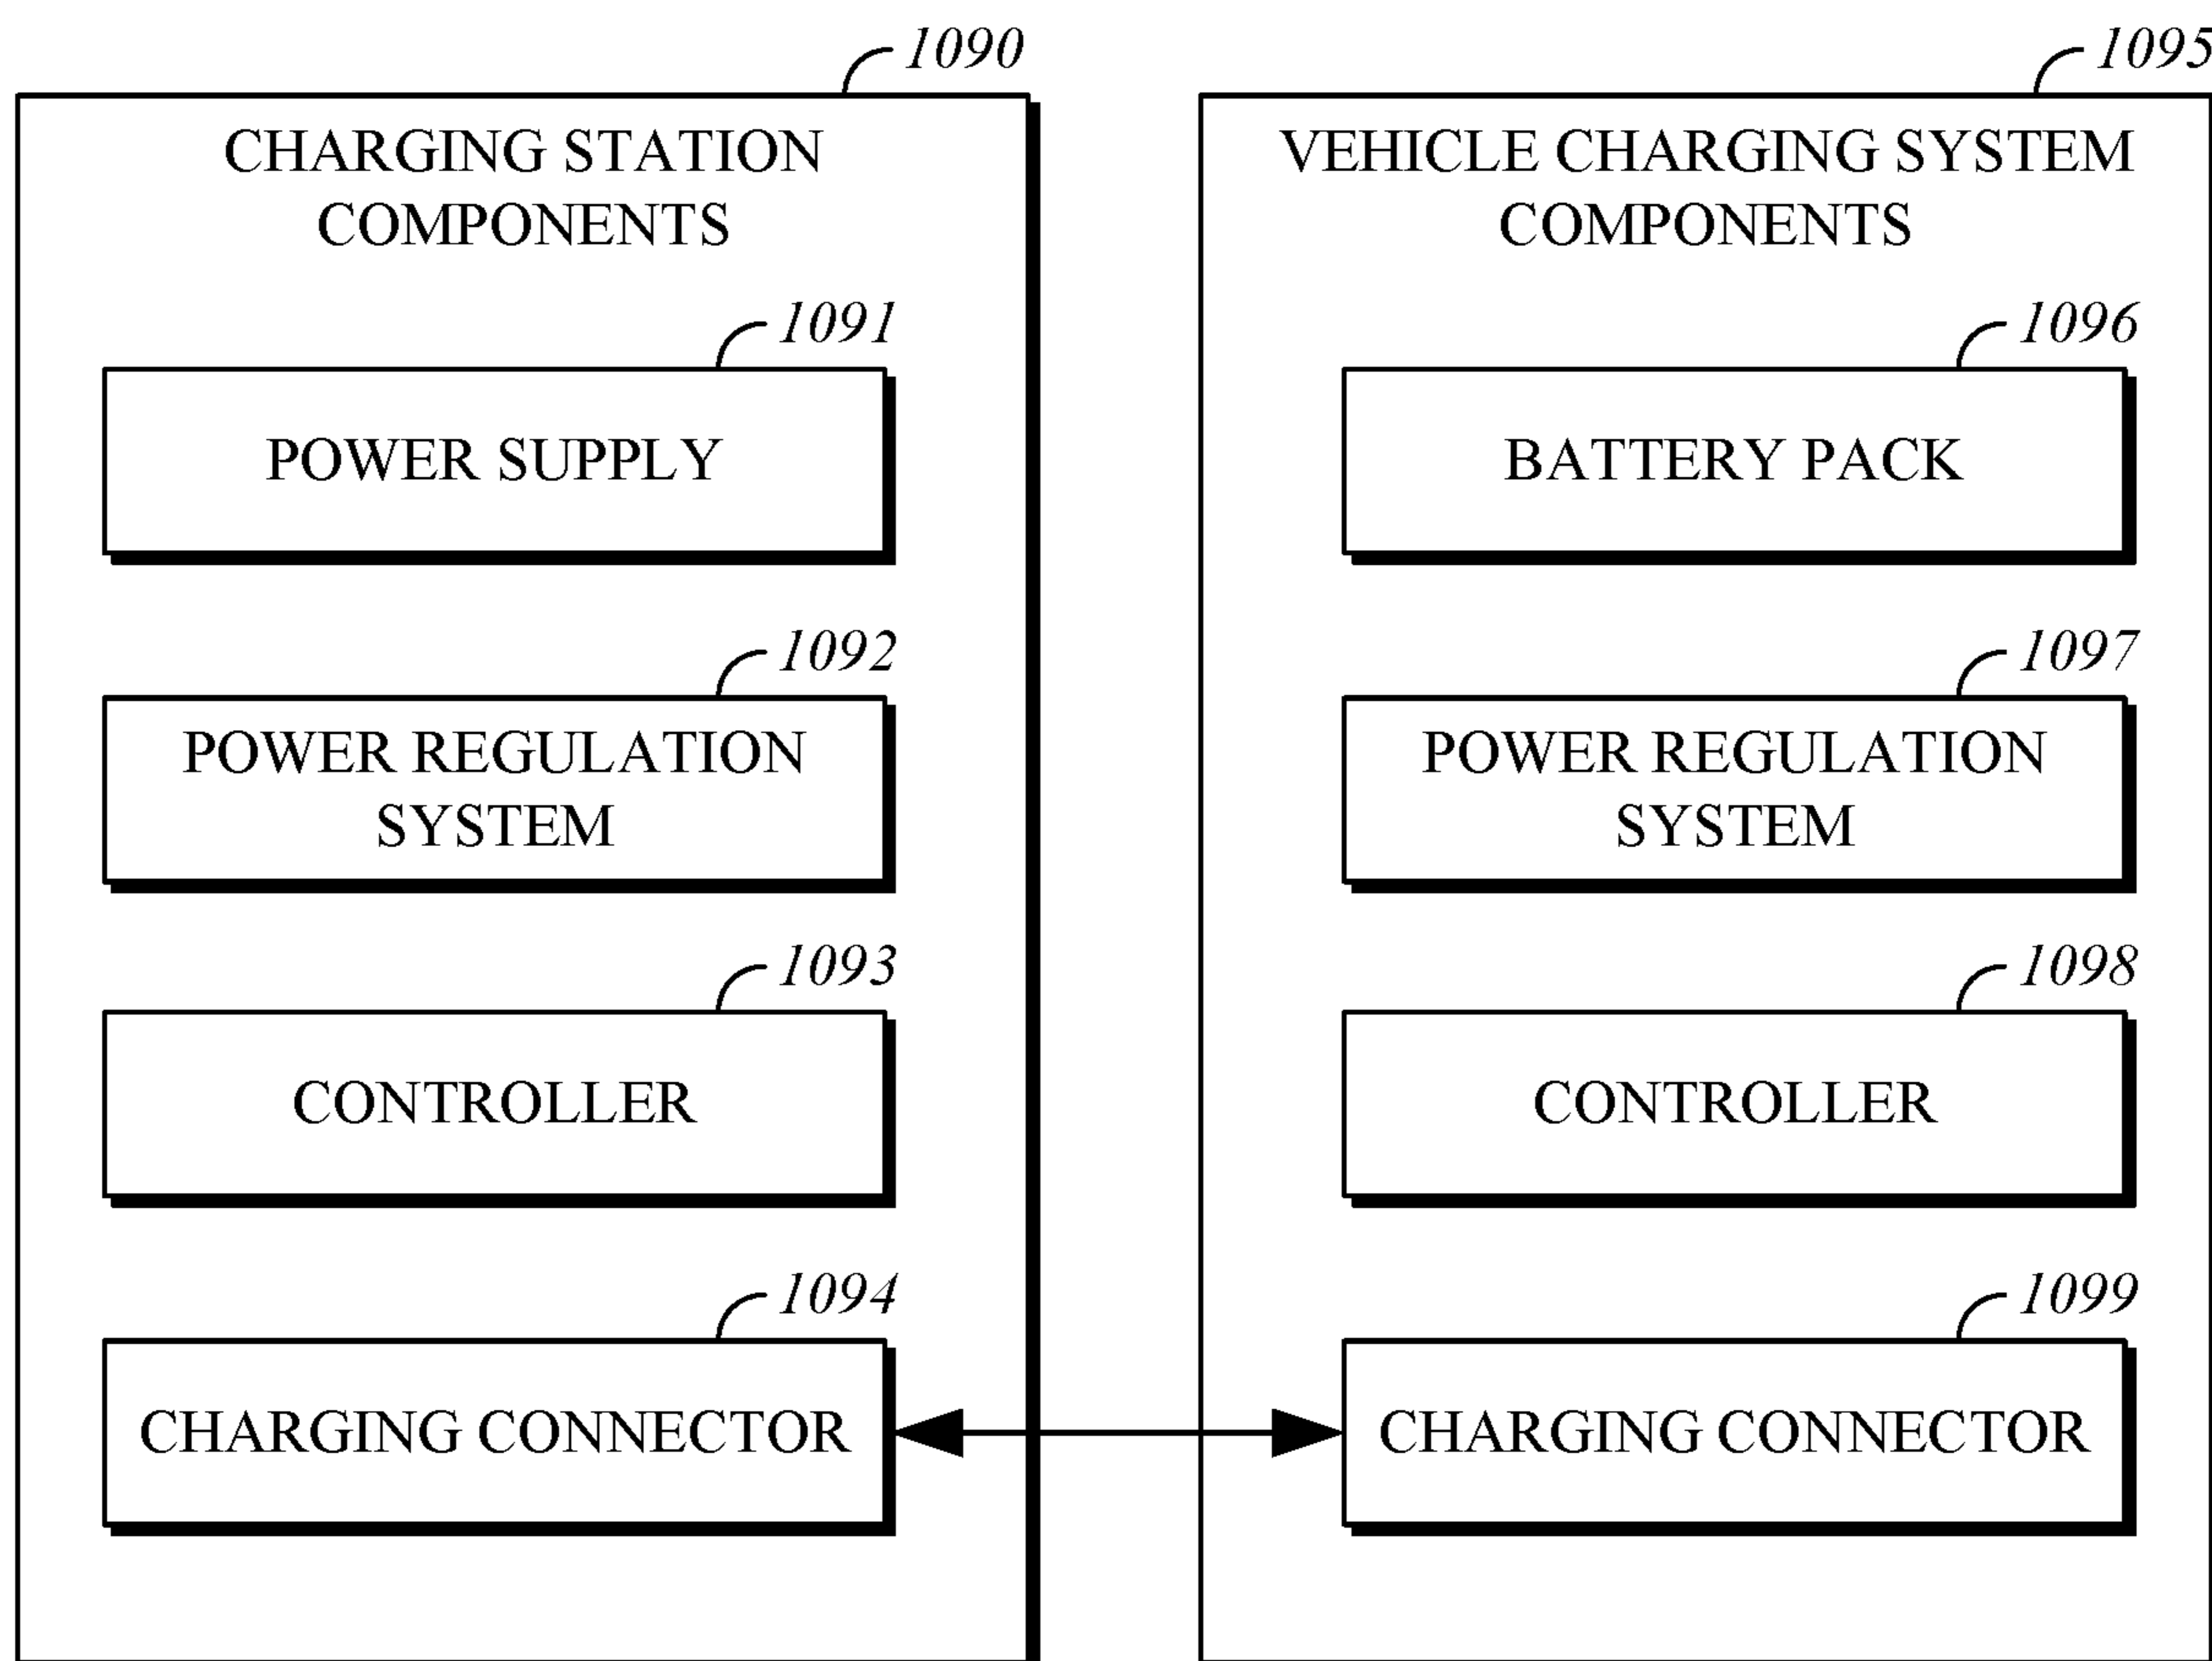 1090
CHARGING STATION
COMPONENTS
1091
POWER SUPPLY
1092
POWER REGULATION
SYSTEM
1093
CONTROLLER
1094
CHARGING CONNECTOR
1095
VEHICLE CHARGING SYSTEM
COMPONENTS
1096
BATTERY PACK
1097
POWER REGULATION
SYSTEM
1098
CONTROLLER
1099
CHARGING CONNECTOR